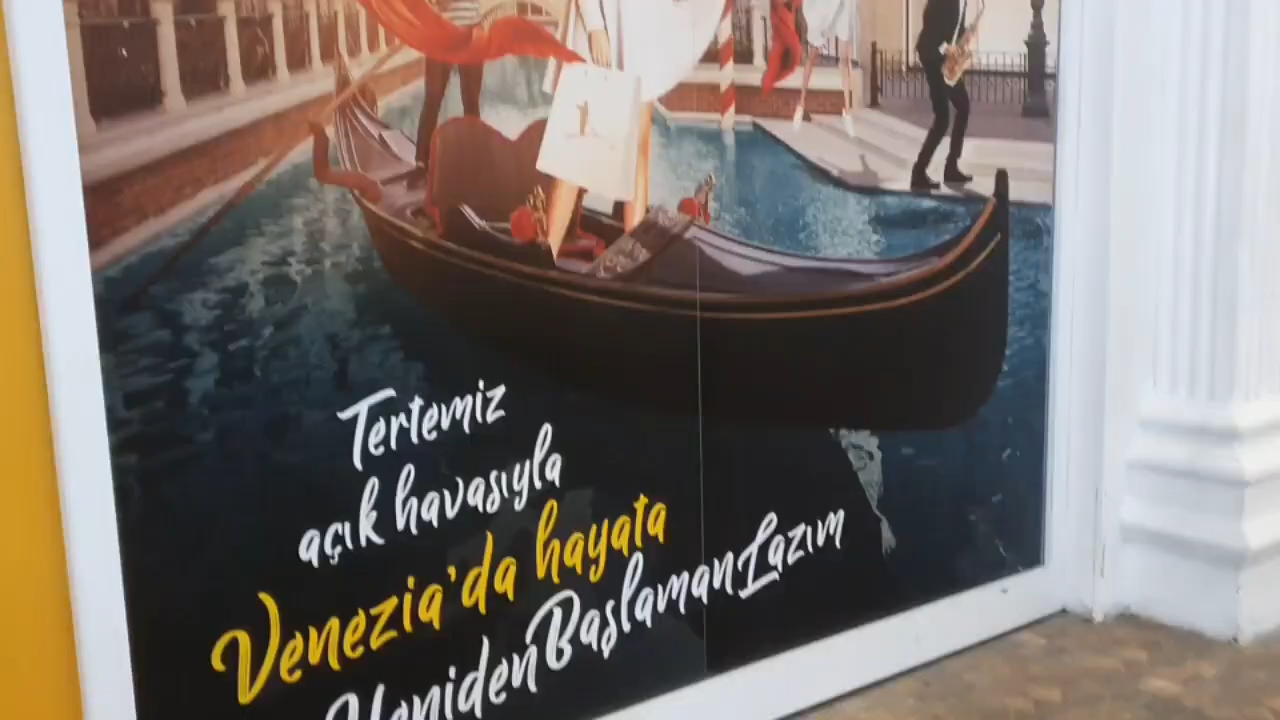 Tertemiz
açık havasıyla
Venezia'da hayata
YenidenBaşlamanLazım